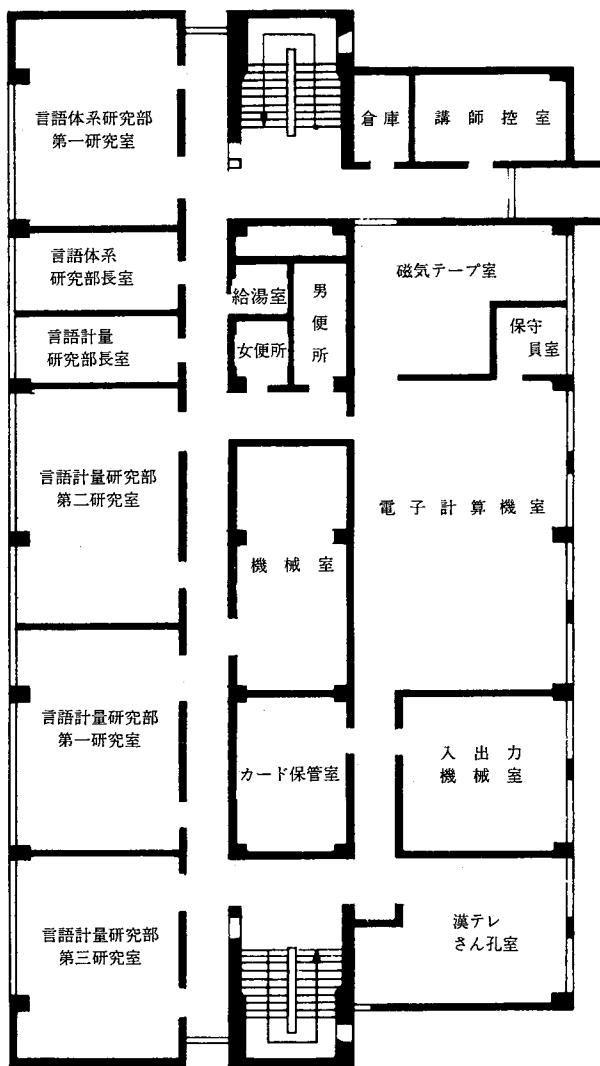 言語体系研究部
第一研究室
倉庫
講師控室
言語体系
研究部長室
磁気テープ室
給湯室
男便所
保守
員室
言語計量
研究部長室
女便所
言語計量研究部
第二研究室
電子計算機室
機械室
言語計量研究部
第一研究室
入出力
機械室
カード保管室
言語計量研究部
第三研究室
漢テレ
さん孔室